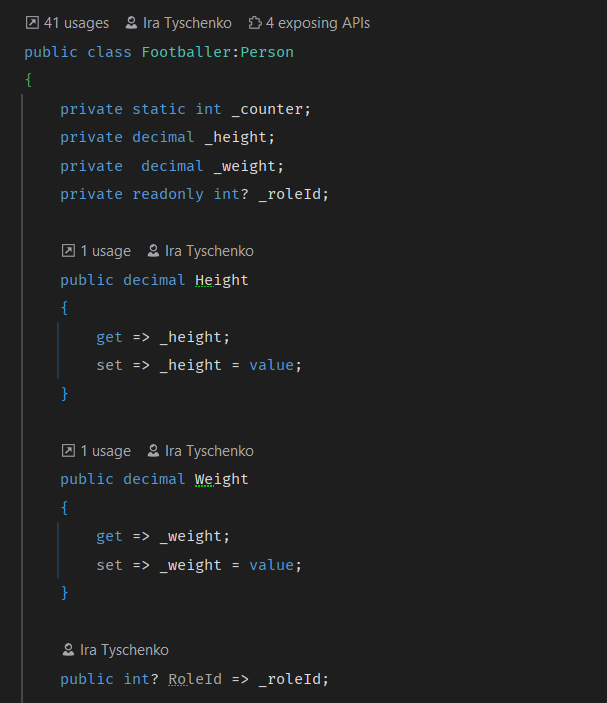 41 usages Ira Tyschenko 4 exposing APIs
public class Footballer:Person
{
private static int _counter;
private decimal _height;
private  decimal _weight;
private readonly int? _roleId;
1 usage Ira Tyschenko
public decimal Height
{
get => _height;
set => _height = value;
}
1 usage Ira Tyschenko
public decimal Weight
{
get => _weight;
set => _weight = value;
}
Ira Tyschenko
public int? RoleId => _roleId;